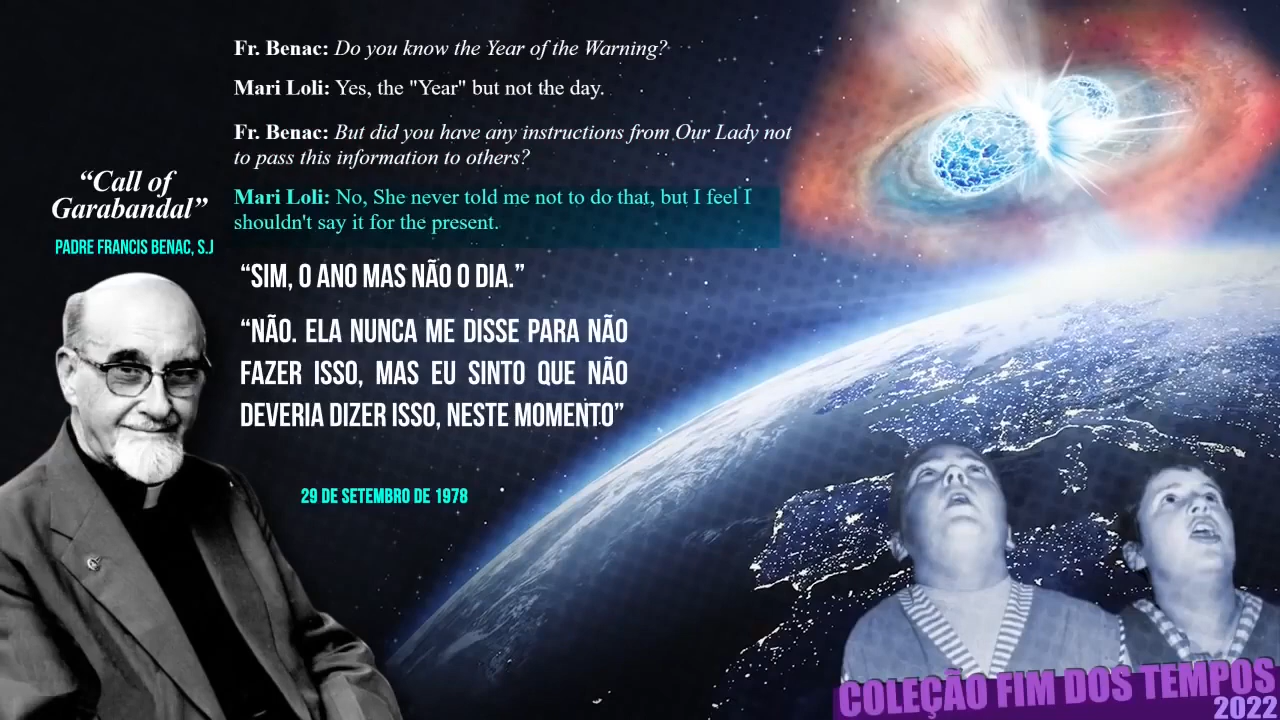 Fr. Benac: Do you know the Year of the Warning?
Mari Loli: Yes, the "Year" but not the day.
Fr. Benac: But did you have any instructions from Our Lady not
to pass this information to others?
Mari Loli: No, She never told me not to do that, but I feel I
shouldn't say it for the present.
“Call of
Garabandal”
PADRE FRANCIS BENAC, S.J
“SIM, O ANO MAS NÃO O DIA.”
“NÃO. ELA NUNCA ME DISSE PARA NÃO
FAZER ISSO, MAS EU SINTO QUE NÃO
DEVERIA DIZER ISSO, NESTE MOMENTO”
29 DE SETEMBRO DE 1978
COLEÇÃO FIM DOS TEMPOS
2022